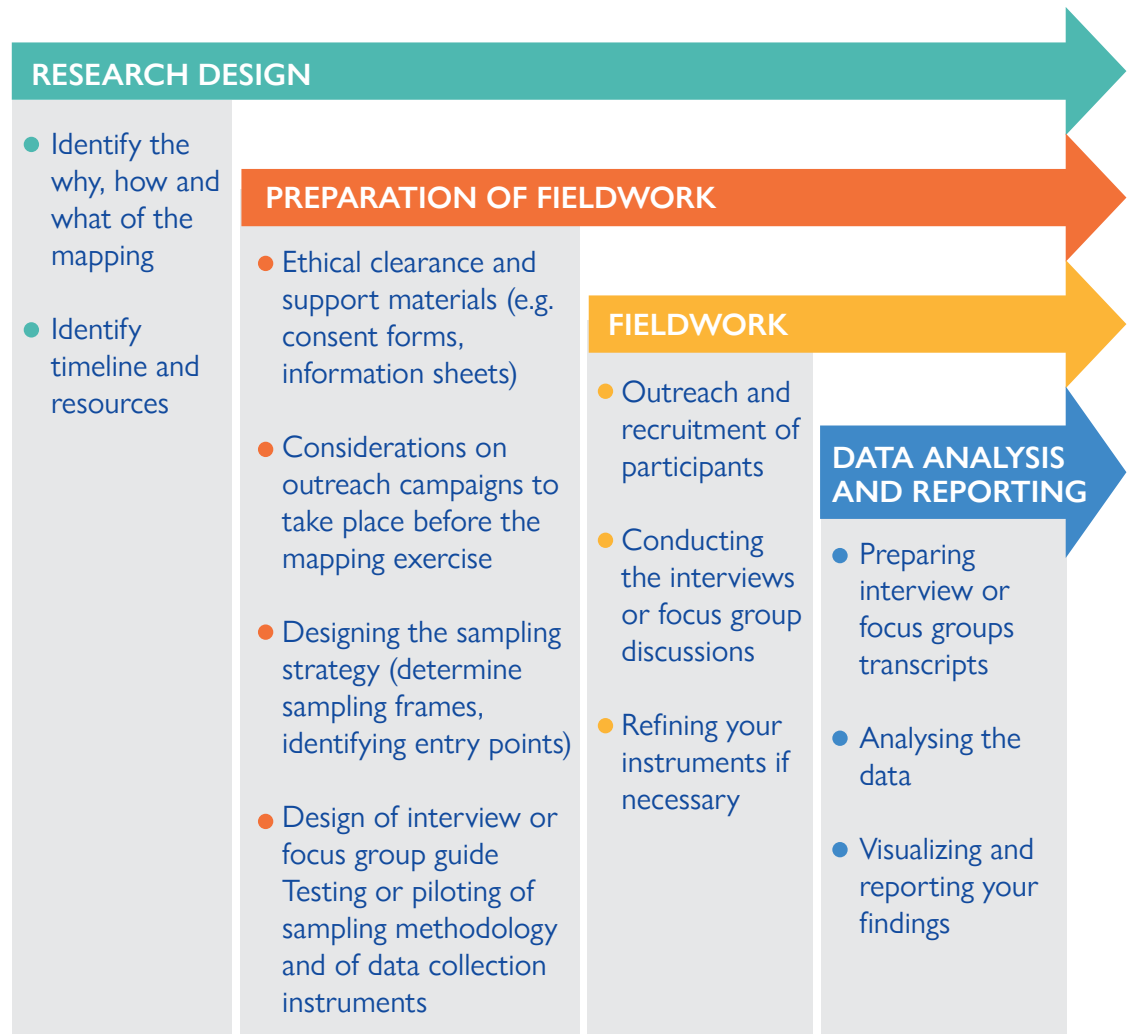 RESEARCH DESIGN
Identify the
why, how and
what of the
mapping
Identify
timeline and
resources
PREPARATION OF FIELDWORK
Ethical clearance and
support materials (e.g.
consent forms,
information sheets)
Considerations on
outreach campaigns to
take place before the
mapping exercise
Designing the sampling
strategy (determine
sampling frames,
identifying entry points)
Design of interview or
focus group guide
Testing or piloting of
sampling methodology
and of data collection
instruments
FIELDWORK
Outreach and
recruitment of
participants
Conducting
the interviews
or focus group
discussions
Refining your
instruments if
necessary
DATA ANALYSIS
AND REPORTING
Preparing
interview or
focus groups
transcripts
Analysing the
data
Visualizing and
reporting your
findings